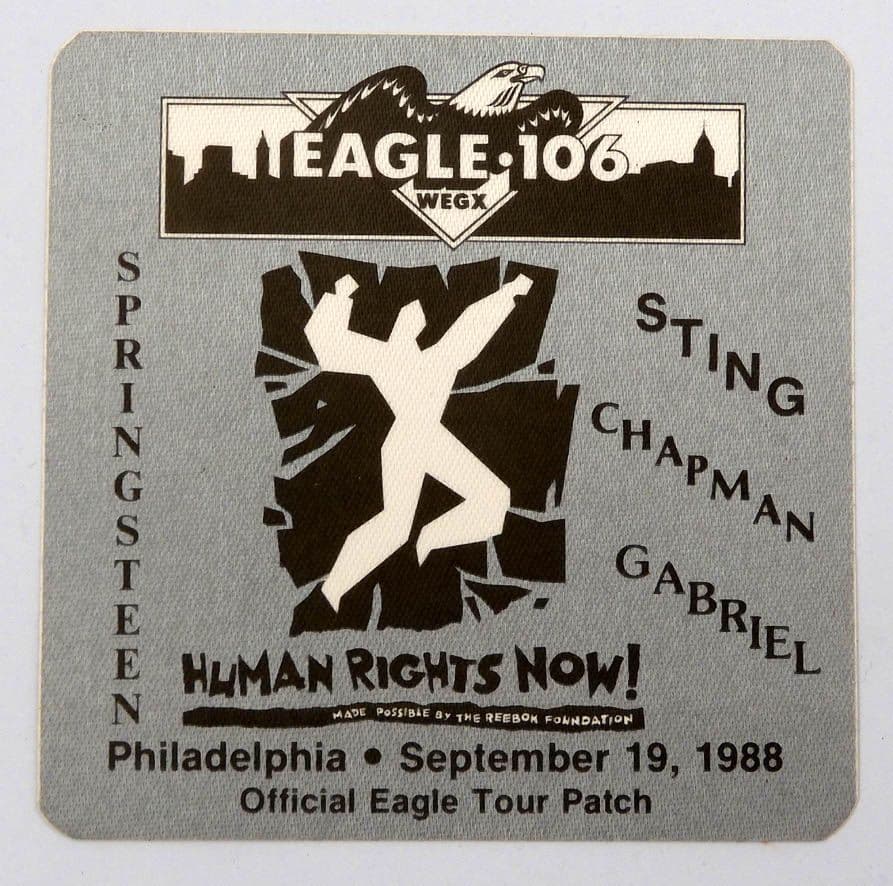 EAGLE•106
WEGX
SPRINGSTEEN
STING
CHAPMAN
GABRIEL
HUMAN RIGHTS NOW!
MADE POSSIBLE BY THE REEBOK FOUNDATION
Philadelphia • September 19, 1988
Official Eagle Tour Patch